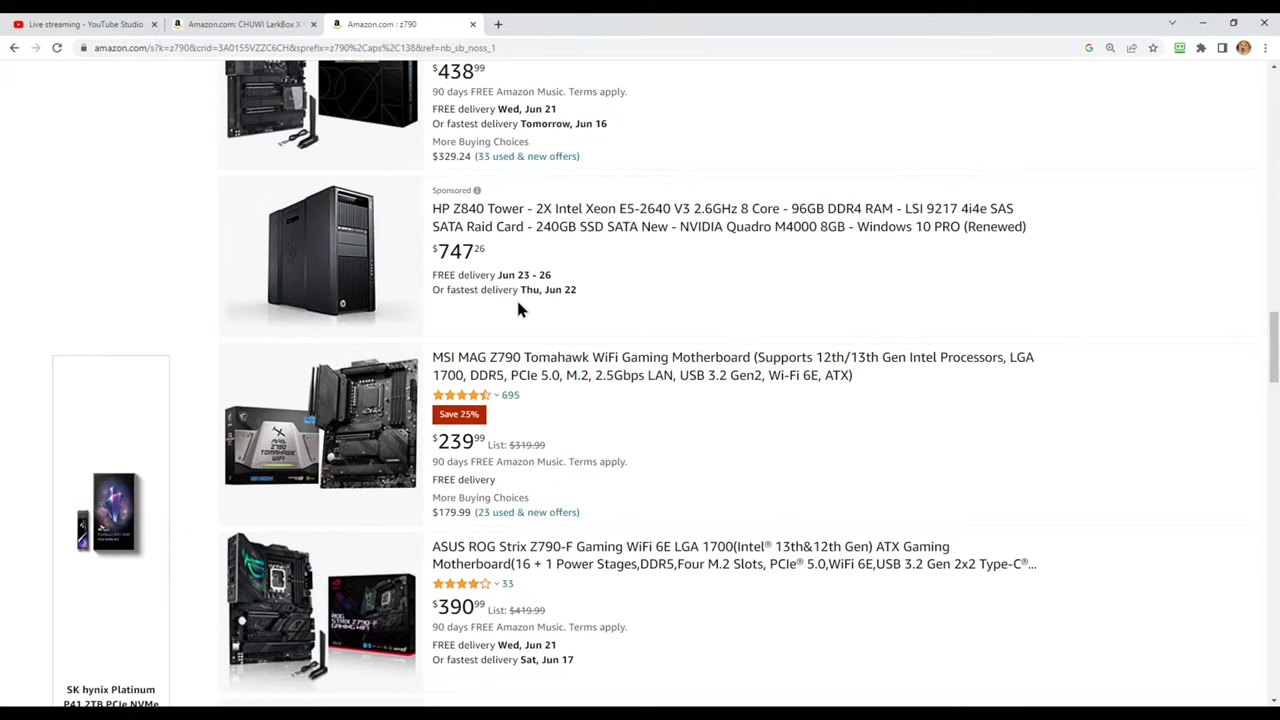 Live streaming - YouTube Studio
Amazon.com: CHUWI LarkBox X
Amazon.com : z790
amazon.com/s?k=z790&crid=3A0155VZZC6CH&sprefix=z790%2Caps%2C138&ref=nb_sb_noss_1
$438.99
90 days FREE Amazon Music. Terms apply.
FREE delivery Wed, Jun 21
Or fastest delivery Tomorrow, Jun 16
More Buying Choices
$329.24 (33 used & new offers)
Sponsored
HP Z840 Tower - 2X Intel Xeon E5-2640 V3 2.6GHz 8 Core - 96GB DDR4 RAM - LSI 9217 4i4e SAS
SATA Raid Card - 240GB SSD SATA New - NVIDIA Quadro M4000 8GB - Windows 10 PRO (Renewed)
$747.26
FREE delivery Jun 23 - 26
Or fastest delivery Thu, Jun 22
MSI MAG Z790 Tomahawk WiFi Gaming Motherboard (Supports 12th/13th Gen Intel Processors, LGA
1700, DDR5, PCIe 5.0, M.2, 2.5Gbps LAN, USB 3.2 Gen2, Wi-Fi 6E, ATX)
695
Save 25%
$239.99 List: $319.99
90 days FREE Amazon Music. Terms apply.
FREE delivery
More Buying Choices
$179.99 (23 used & new offers)
MAG Z790
TOMAHAWK
WIFI
ASUS ROG Strix Z790-F Gaming WiFi 6E LGA 1700(Intel® 13th&12th Gen) ATX Gaming
Motherboard(16 + 1 Power Stages,DDR5,Four M.2 Slots, PCIe® 5.0,WiFi 6E,USB 3.2 Gen 2x2 Type-C®...
33
$390.99 List: $419.99
90 days FREE Amazon Music. Terms apply.
FREE delivery Wed, Jun 21
Or fastest delivery Sat, Jun 17
SK hynix Platinum
P41 2TB PCIe NVMe